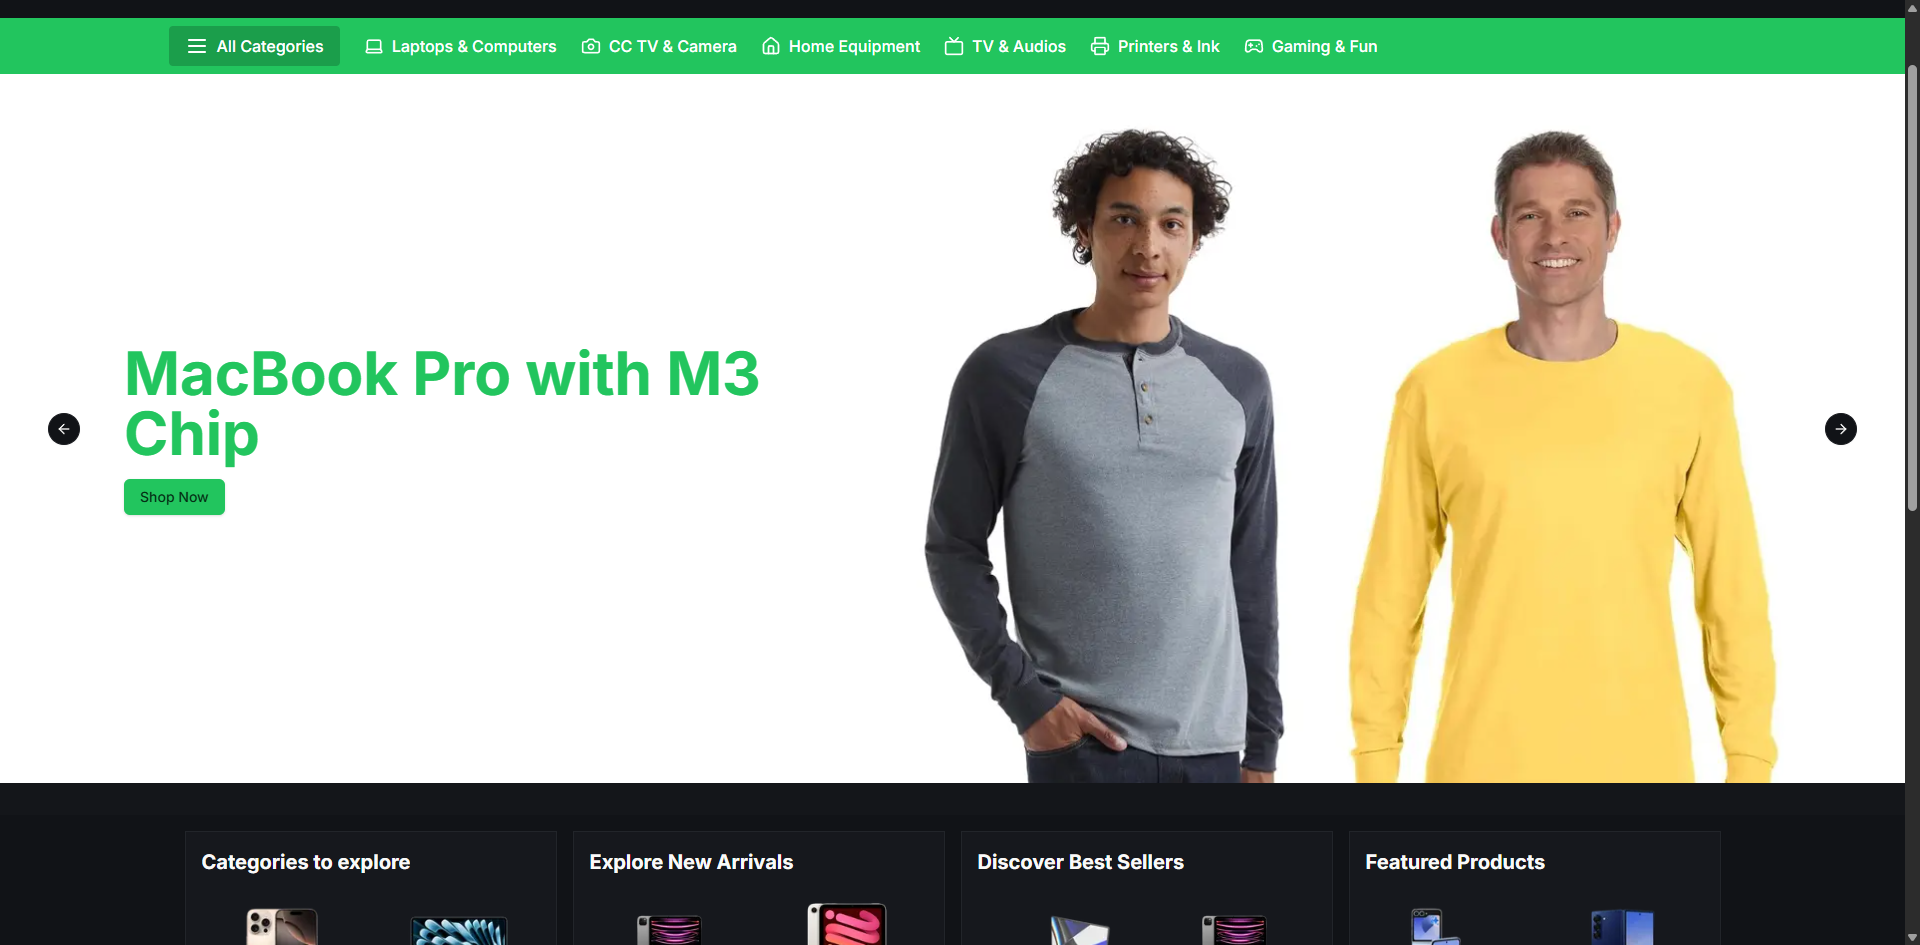 All Categories
Laptops & Computers
CC TV & Camera
Home Equipment
TV & Audios
Printers & Ink
Gaming & Fun
MacBook Pro with M3
Chip
Shop Now
Categories to explore
Explore New Arrivals
Discover Best Sellers
Featured Products